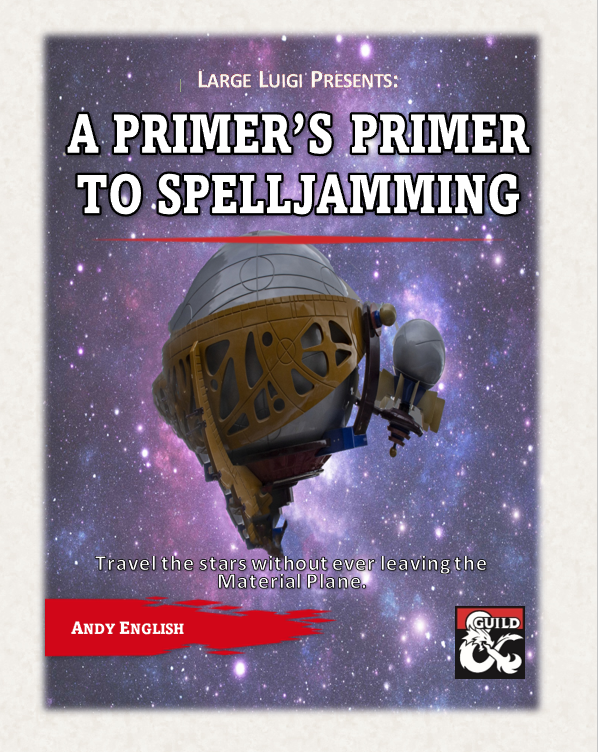 LARGE LUIGI PRESENTS:
A PRIMER'S PRIMER
TO SPELLJAMMING
Travel the stars without ever leaving the
Material Plane.
ANDY ENGLISH
GUILD